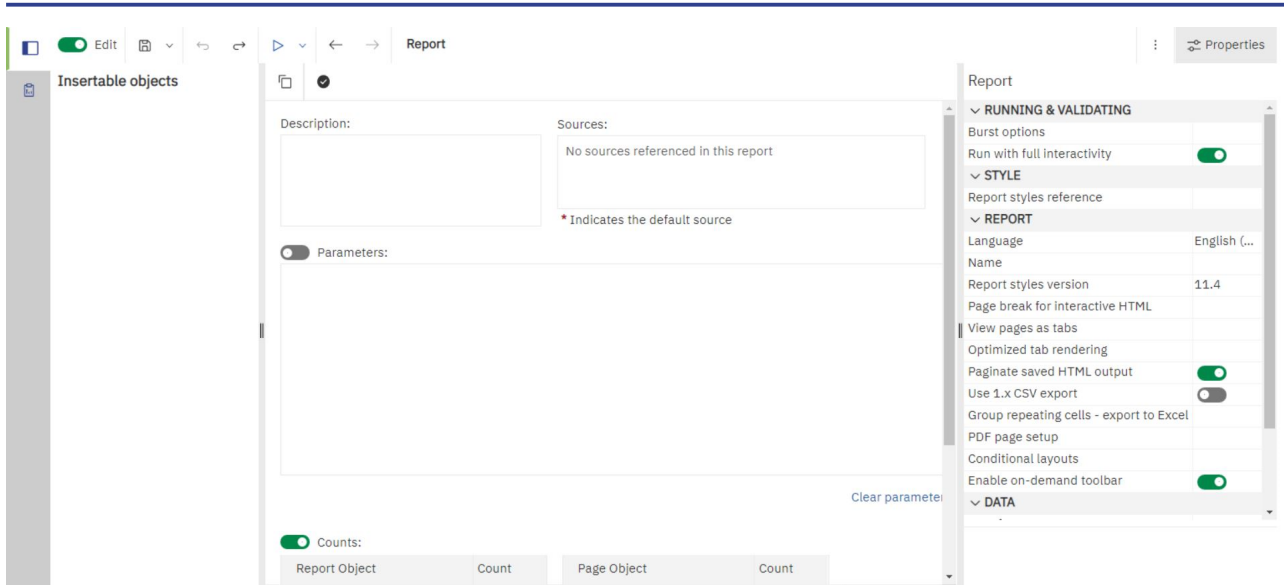 Edit
Report
Properties
Insertable objects
Description:
Sources:
No sources referenced in this report
* Indicates the default source
Parameters:
Clear parameter
Counts:
Report Object Count Page Object Count
Report
RUNNING & VALIDATING
Burst options
Run with full interactivity
STYLE
Report styles reference
REPORT
Language English (...
Name
Report styles version 11.4
Page break for interactive HTML
View pages as tabs
Optimized tab rendering
Paginate saved HTML output
Use 1.x CSV export
Group repeating cells - export to Excel
PDF page setup
Conditional layouts
Enable on-demand toolbar
DATA